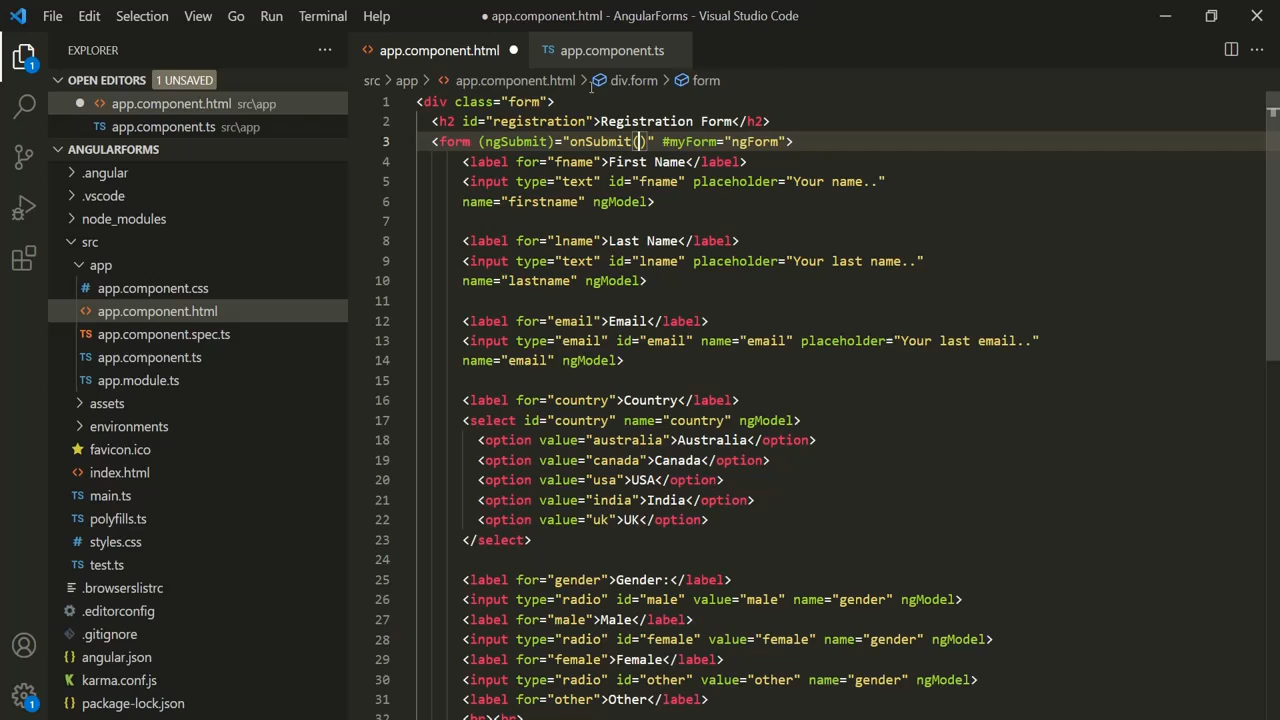 File Edit Selection View Go Run Terminal Help
● app.component.html - AngularForms - Visual Studio Code
EXPLORER ···
<> app.component.html ●
TS app.component.ts
src > app > <> app.component.html > div.form > form
OPEN EDITORS 1 UNSAVED
● <> app.component.html src\app
TS app.component.ts src\app
ANGULARFORMS
> .angular
> .vscode
> node_modules
src
app
# app.component.css
<> app.component.html
TS app.component.spec.ts
TS app.component.ts
TS app.module.ts
> assets
> environments
favicon.ico
<> index.html
TS main.ts
TS polyfills.ts
# styles.css
TS test.ts
.browserslistrc
.editorconfig
.gitignore
{} angular.json
karma.conf.js
{} package-lock.json
1
1
1 <div class="form">
2 <h2 id="registration">Registration Form</h2>
3 <form (ngSubmit)="onSubmit()" #myForm="ngForm">
4 <label for="fname">First Name</label>
5 <input type="text" id="fname" placeholder="Your name.."
6 name="firstname" ngModel>
7
8 <label for="lname">Last Name</label>
9 <input type="text" id="lname" placeholder="Your last name.."
10 name="lastname" ngModel>
11
12 <label for="email">Email</label>
13 <input type="email" id="email" name="email" placeholder="Your last email.."
14 name="email" ngModel>
15
16 <label for="country">Country</label>
17 <select id="country" name="country" ngModel>
18 <option value="australia">Australia</option>
19 <option value="canada">Canada</option>
20 <option value="usa">USA</option>
21 <option value="india">India</option>
22 <option value="uk">UK</option>
23 </select>
24
25 <label for="gender">Gender:</label>
26 <input type="radio" id="male" value="male" name="gender" ngModel>
27 <label for="male">Male</label>
28 <input type="radio" id="female" value="female" name="gender" ngModel>
29 <label for="female">Female</label>
30 <input type="radio" id="other" value="other" name="gender" ngModel>
31 <label for="other">Other</label>
32 <br><br>